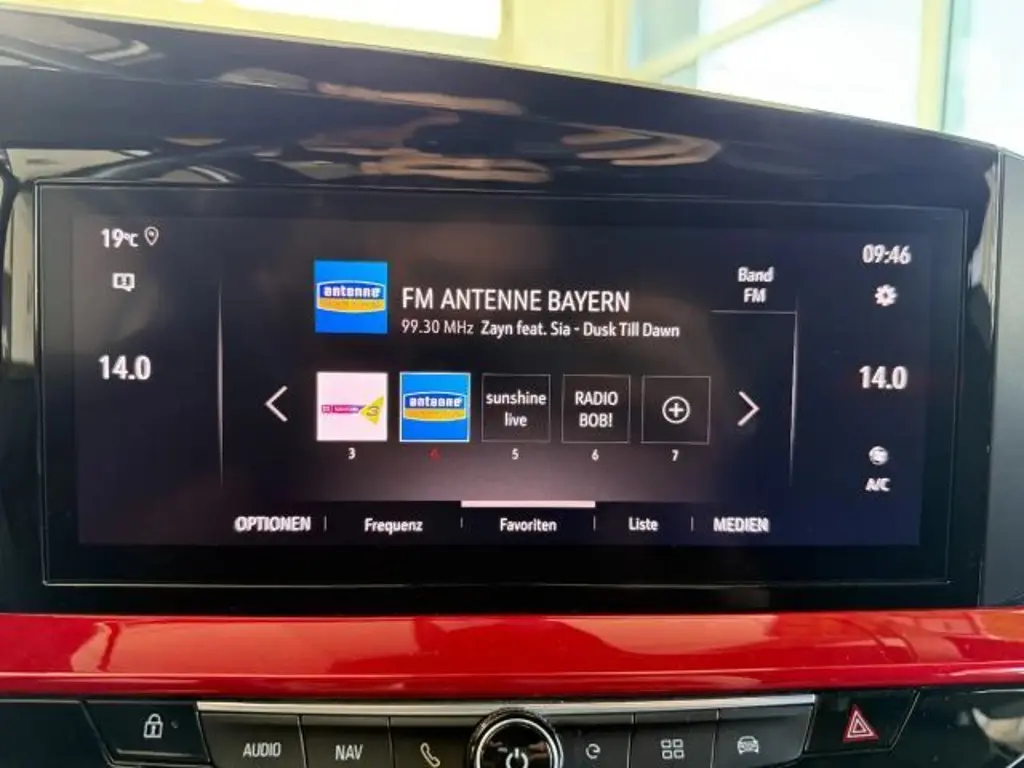 19°C
09:46
Band
FM
antenne
FM ANTENNE BAYERN
99.30 MHz Zayn feat. Sia - Dusk Till Dawn
14.0
14.0
3
antenne
sunshine
live
RADIO
BOB!
3
4
5
6
7
A/C
OPTIONEN
Frequenz
Favoriten
Liste
MEDIEN
AUDIO
NAV